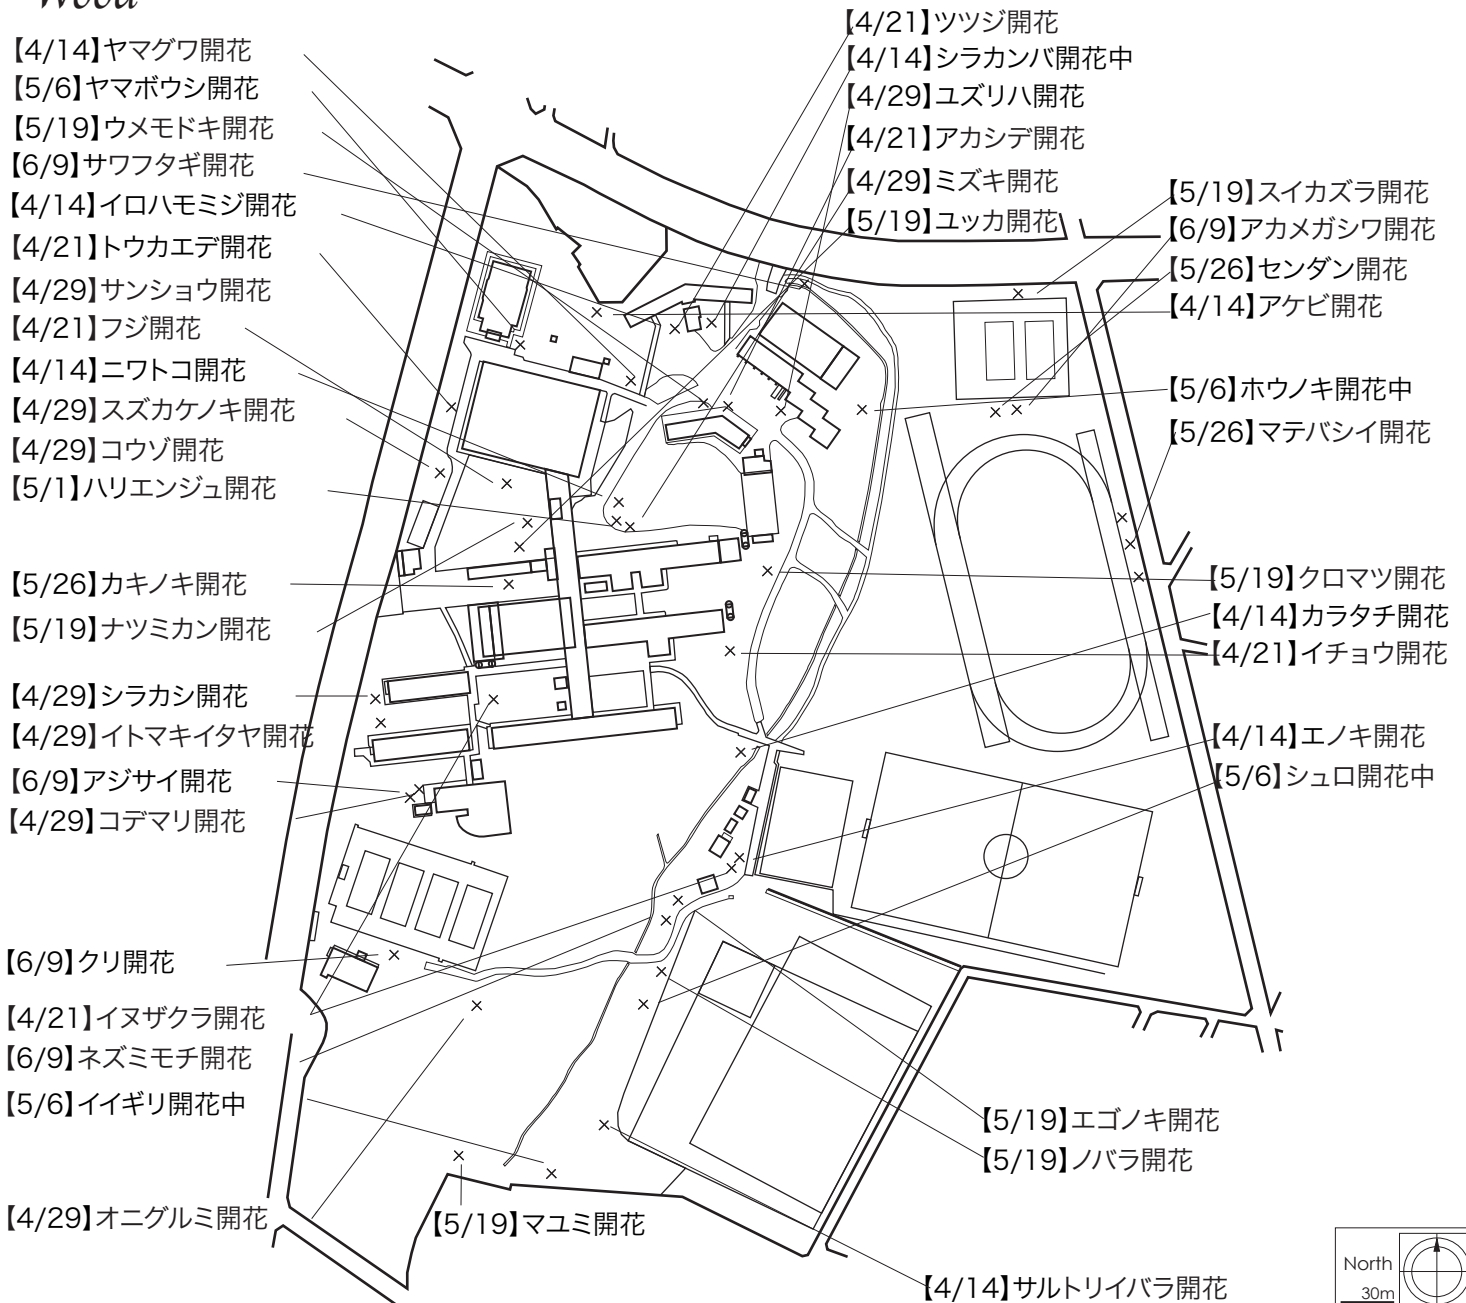 Wood
【4/14】ヤマグワ開花
【5/6】ヤマボウシ開花
【5/19】ウメモドキ開花
【6/9】サワフタギ開花
【4/14】イロハモミジ開花
【4/21】トウカエデ開花
【4/29】サンショウ開花
【4/21】フジ開花
【4/14】ニワトコ開花
【4/29】スズカケノキ開花
【4/29】コウゾ開花
【5/1】ハリエンジュ開花
【5/26】カキノキ開花
【5/19】ナツミカン開花
【4/29】シラカシ開花
【4/29】イトマキイタヤ開花
【6/9】アジサイ開花
【4/29】コデマリ開花
【6/9】クリ開花
【4/21】イヌザクラ開花
【6/9】ネズミモチ開花
【5/6】イイギリ開花中
【4/29】オニグルミ開花
【5/19】マユミ開花
【4/21】ツツジ開花
【4/14】シラカンバ開花中
【4/29】ユズリハ開花
【4/21】アカシデ開花
【4/29】ミズキ開花
【5/19】ユッカ開花
【5/19】スイカズラ開花
【6/9】アカメガシワ開花
【5/26】センダン開花
【4/14】アケビ開花
【5/6】ホウノキ開花中
【5/26】マテバシイ開花
【5/19】クロマツ開花
【4/14】カラタチ開花
【4/21】イチョウ開花
【4/14】エノキ開花
【5/6】シュロ開花中
【5/19】エゴノキ開花
【5/19】ノバラ開花
【4/14】サルトリイバラ開花
North
30m